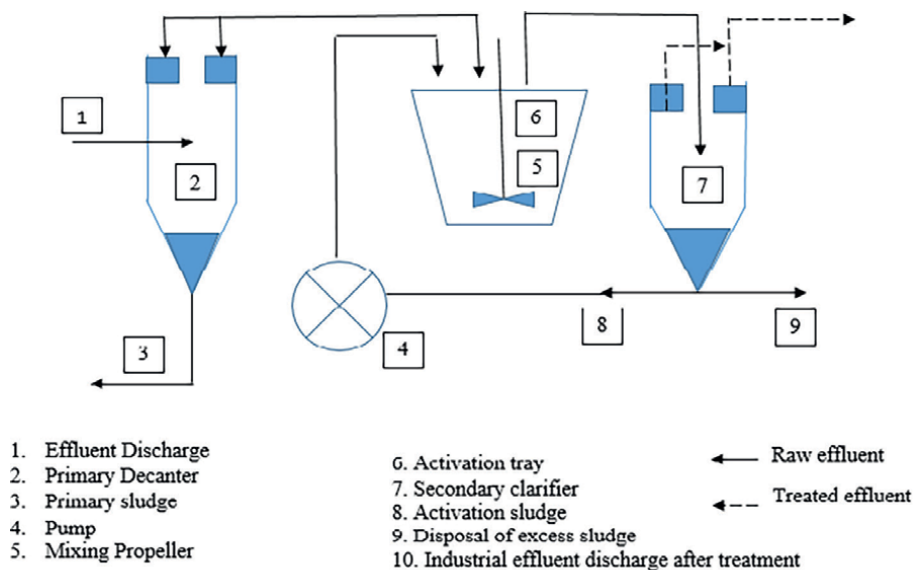 1
2
3
4
6
5
7
8
9
1. Effluent Discharge
2. Primary Decanter
3. Primary sludge
4. Pump
5. Mixing Propeller
6. Activation tray
7. Secondary clarifier
8. Activation sludge
9. Disposal of excess sludge
10. Industrial effluent discharge after treatment
Raw effluent
Treated effluent